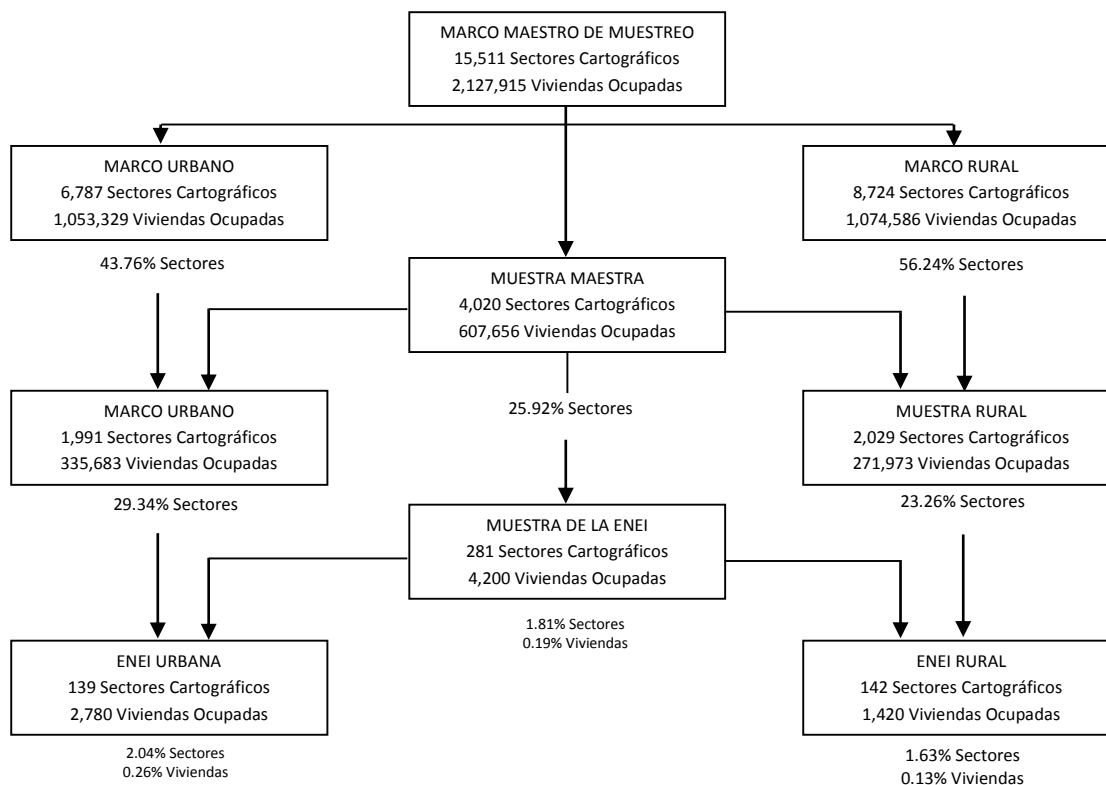 MARCO MAESTRO DE MUESTREO
15,511 Sectores Cartográficos
2,127,915 Viviendas Ocupadas
MARCO URBANO
6,787 Sectores Cartográficos
1,053,329 Viviendas Ocupadas
43.76% Sectores
MARCO RURAL
8,724 Sectores Cartográficos
1,074,586 Viviendas Ocupadas
56.24% Sectores
MUESTRA MAESTRA
4,020 Sectores Cartográficos
607,656 Viviendas Ocupadas
25.92% Sectores
MARCO URBANO
1,991 Sectores Cartográficos
335,683 Viviendas Ocupadas
29.34% Sectores
MUESTRA RURAL
2,029 Sectores Cartográficos
271,973 Viviendas Ocupadas
23.26% Sectores
MUESTRA DE LA ENEI
281 Sectores Cartográficos
4,200 Viviendas Ocupadas
1.81% Sectores
0.19% Viviendas
ENEI URBANA
139 Sectores Cartográficos
2,780 Viviendas Ocupadas
2.04% Sectores
0.26% Viviendas
ENEI RURAL
142 Sectores Cartográficos
1,420 Viviendas Ocupadas
1.63% Sectores
0.13% Viviendas